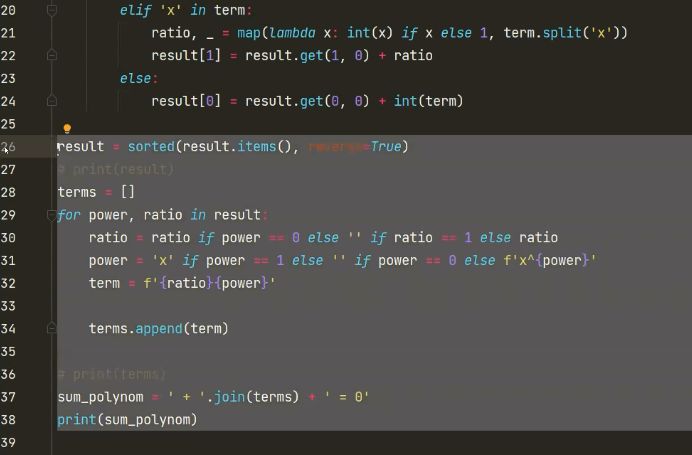 20 elif 'x' in term:
21 ratio, _ = map(lambda x: int(x) if x else 1, term.split('x'))
22 result[1] = result.get(1, 0) + ratio
23 else:
24 result[0] = result.get(0, 0) + int(term)
25
26 result = sorted(result.items(), reverse=True)
27 # print(result)
28 terms = []
29 for power, ratio in result:
30 ratio = ratio if power == 0 else '' if ratio == 1 else ratio
31 power = 'x' if power == 1 else '' if power == 0 else f'x^{power}'
32 term = f'{ratio}{power}'
33
34 terms.append(term)
35
36 # print(terms)
37 sum_polynom = ' + '.join(terms) + ' = 0'
38 print(sum_polynom)
39